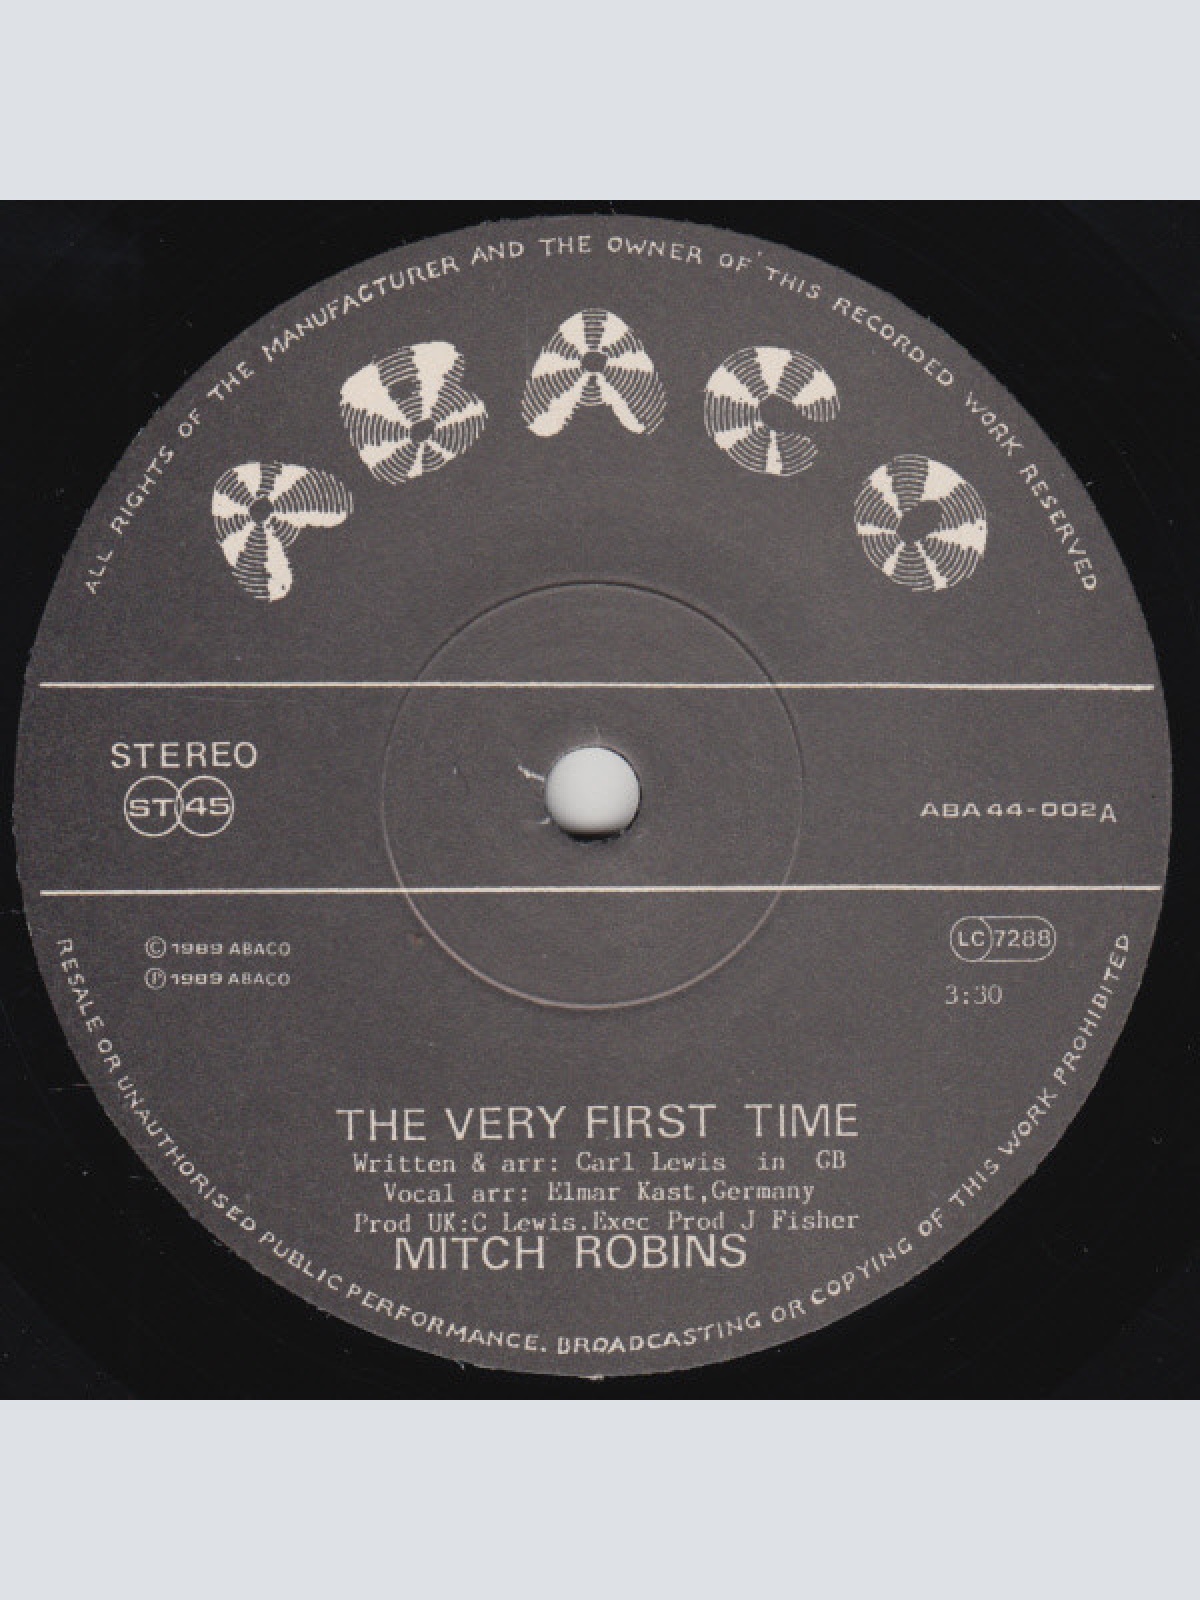 ALL RIGHTS OF THE MANUFACTURER AND THE OWNER OF THIS RECORDED WORK RESERVED
ABACO
STEREO
ST 45
ABA 44-002 A
© 1989 ABACO
℗ 1989 ABACO
LC 7288
3:30
THE VERY FIRST TIME
Written & arr: Carl Lewis in GB
Vocal arr: Elmar Kast,Germany
Prod UK:C Lewis.Exec Prod J Fisher
MITCH ROBINS
RESALE OR UNAUTHORISED PUBLIC PERFORMANCE. BROADCASTING OR COPYING OF THIS WORK PROHIBITED